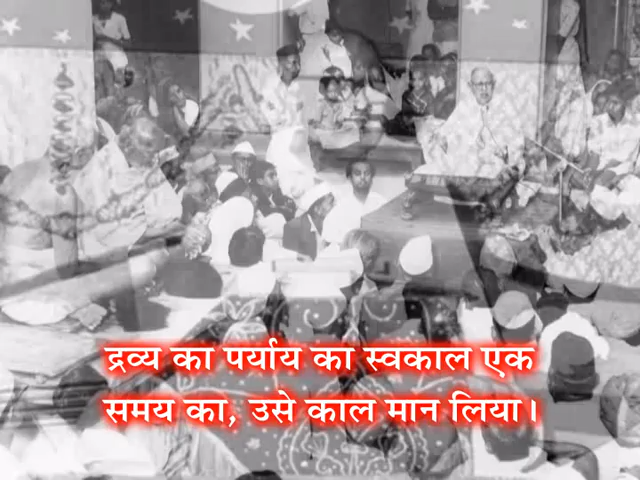 द्रव्य का पर्याय का स्वकाल एक
समय का, उसे काल मान लिया।